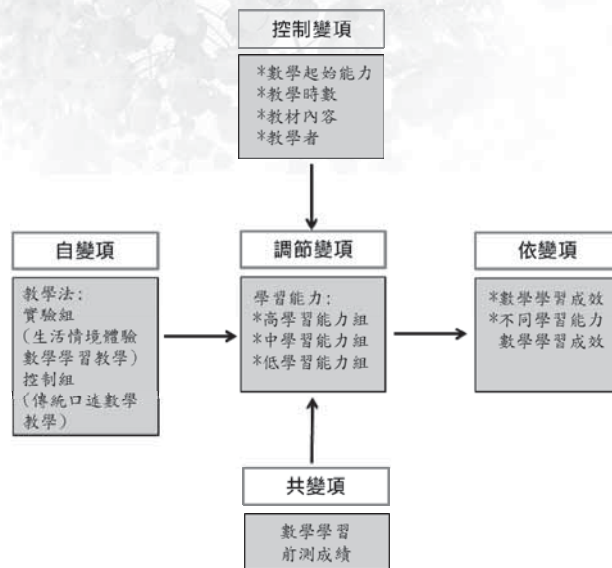 控制變項
*數學起始能力
*教學時數
*教材內容
*教學者
自變項
教學法:
實驗組
(生活情境體驗
數學學習教學)
控制組
(傳統口述數學
教學)
調節變項
學習能力:
*高學習能力組
*中學習能力組
*低學習能力組
依變項
*數學學習成效
*不同學習能力
數學學習成效
共變項
數學學習
前測成績